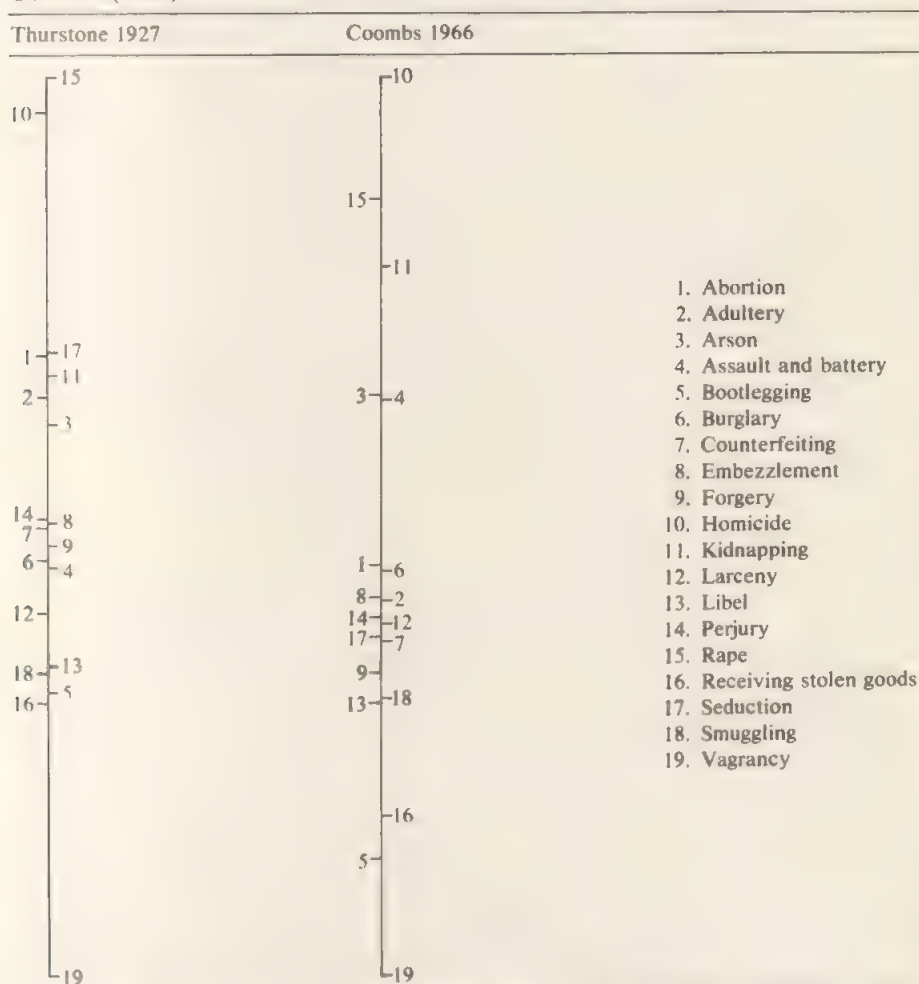 Thurstone 1927 Coombs 1966
15 10
10
15
11
1 17
11
2 3 4
3
14 8
7
9
6 4
1 6
8 2
12 14 12
17 7
13
18 9
5
16 13 18
16
5
19 19
1. Abortion
2. Adultery
3. Arson
4. Assault and battery
5. Bootlegging
6. Burglary
7. Counterfeiting
8. Embezzlement
9. Forgery
10. Homicide
11. Kidnapping
12. Larceny
13. Libel
14. Perjury
15. Rape
16. Receiving stolen goods
17. Seduction
18. Smuggling
19. Vagrancy